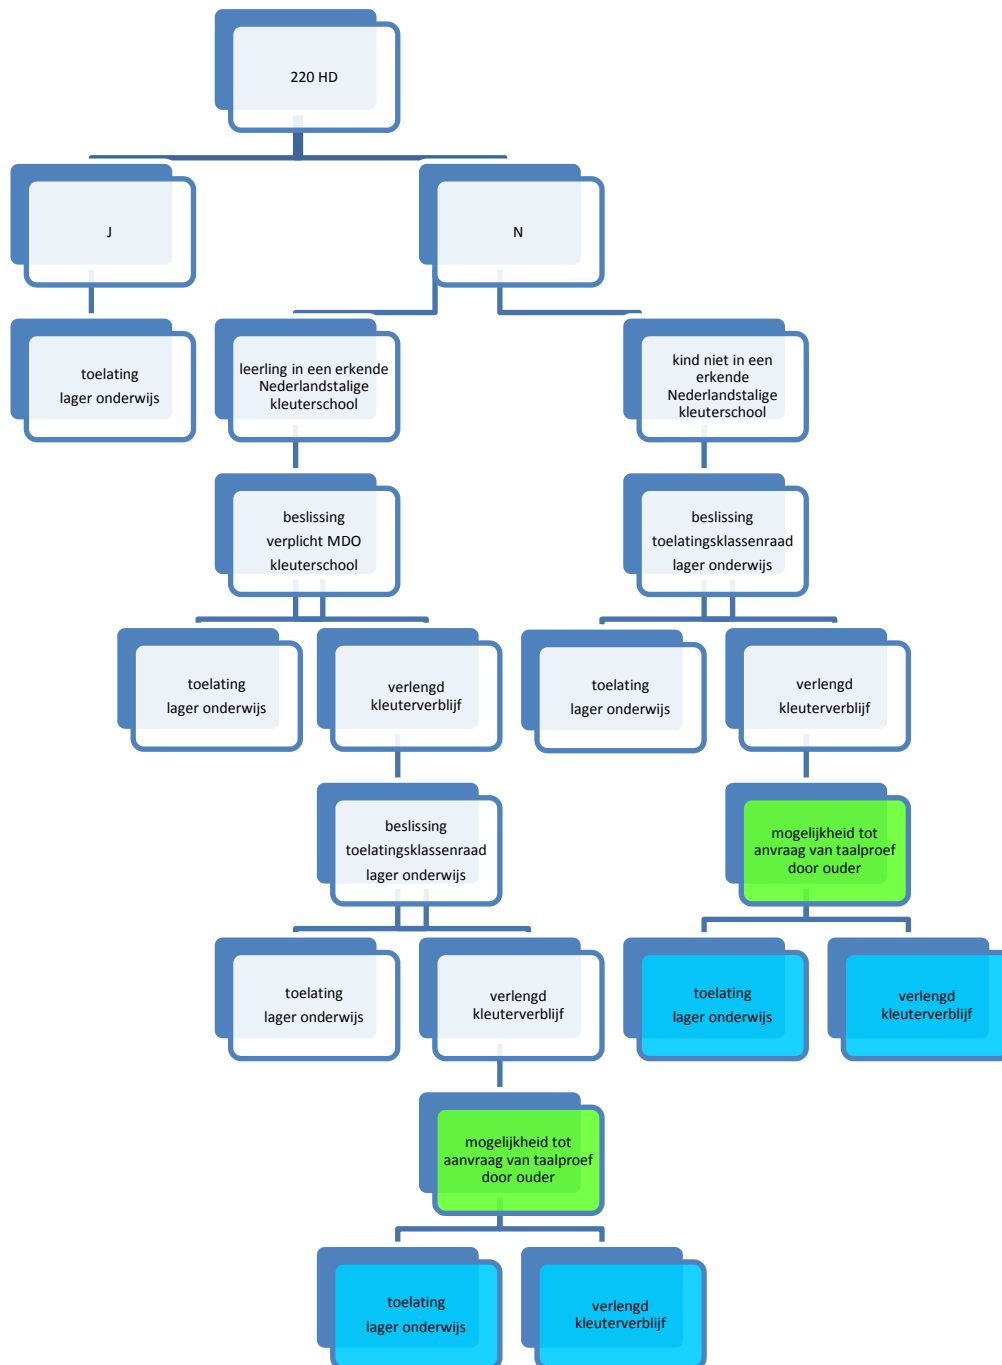 220 HD
J
N
toelating
lager onderwijs
leerling in een erkende
Nederlandstalige
kleuterschool
kind niet in een
erkende
Nederlandstalige
kleuterschool
beslissing
verplicht MDO
kleuterschool
beslissing
toelatingsklassenraad
lager onderwijs
toelating
lager onderwijs
verlengd
kleuterverblijf
toelating
lager onderwijs
verlengd
kleuterverblijf
beslissing
toelatingsklassenraad
lager onderwijs
mogelijkheid tot
anvraag van taalproef
door ouder
toelating
lager onderwijs
verlengd
kleuterverblijf
toelating
lager onderwijs
verlengd
kleuterverblijf
mogelijkheid tot
aanvraag van taalproef
door ouder
toelating
lager onderwijs
verlengd
kleuterverblijf